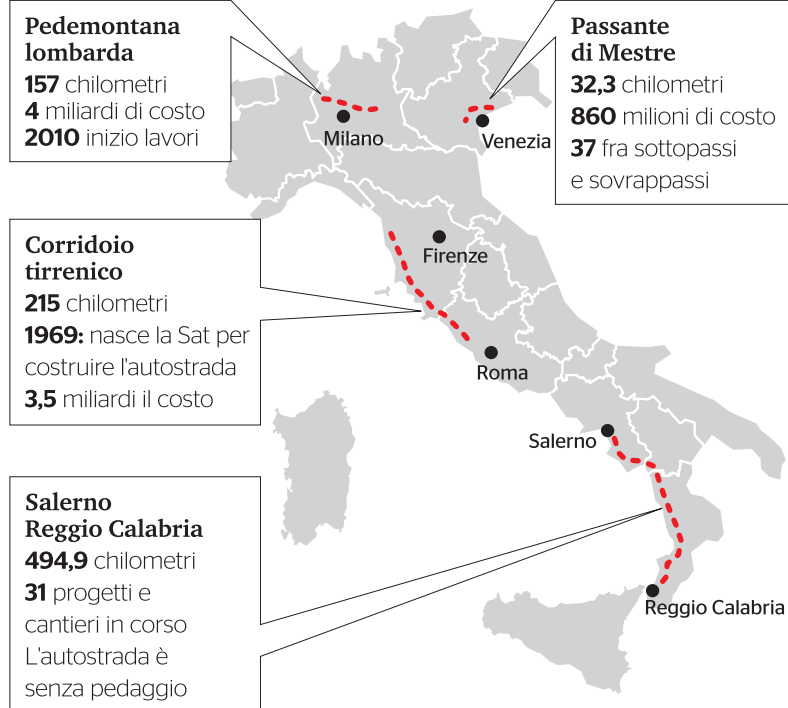 Pedemontana
lombarda
157 chilometri
4 miliardi di costo
2010 inizio lavori
Passante
di Mestre
32,3 chilometri
860 milioni di costo
37 fra sottopassi
e sovrappassi
Milano
Venezia
Corridoio
tirrenico
215 chilometri
1969: nasce la Sat per
costruire l'autostrada
3,5 miliardi il costo
Firenze
Roma
Salerno
Salerno
Reggio Calabria
494,9 chilometri
31 progetti e
cantieri in corso
L'autostrada è
senza pedaggio
Reggio Calabria